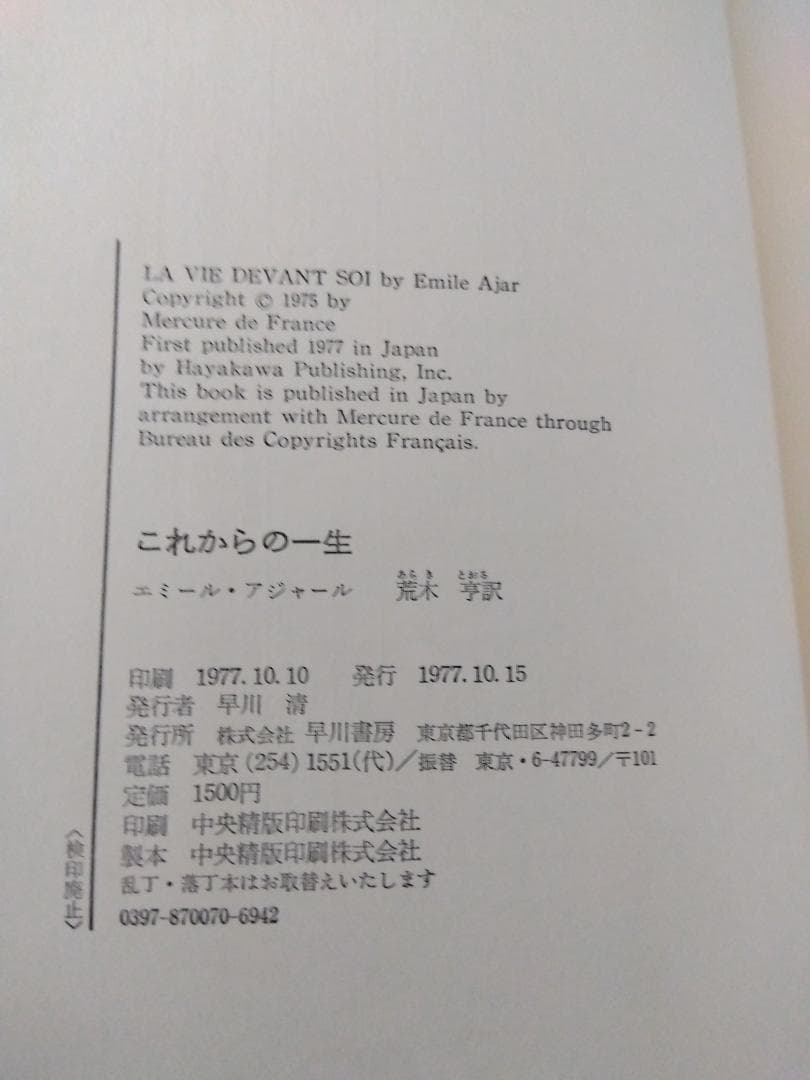 LA VIE DEVANT SOI by Emile Ajar
Copyright © 1975 by
Mercure de France
First published 1977 in Japan
by Hayakawa Publishing, Inc.
This book is published in Japan by
arrangement with Mercure de France through
Bureau des Copyrights Français.
これからの一生
エミール・アジャール 荒木 亨訳
あら き とおる
印刷 1977.10.10 発行 1977.10.15
発行者 早川 清
発行所 株式会社 早川書房 東京都千代田区神田多町2-2
電話 東京(254)1551(代)/振替 東京・6-47799/〒101
定価 1500円
印刷 中央精版印刷株式会社
製本 中央精版印刷株式会社
乱丁・落丁本はお取替えいたします
0397-870070-6942
〈検印廃止〉